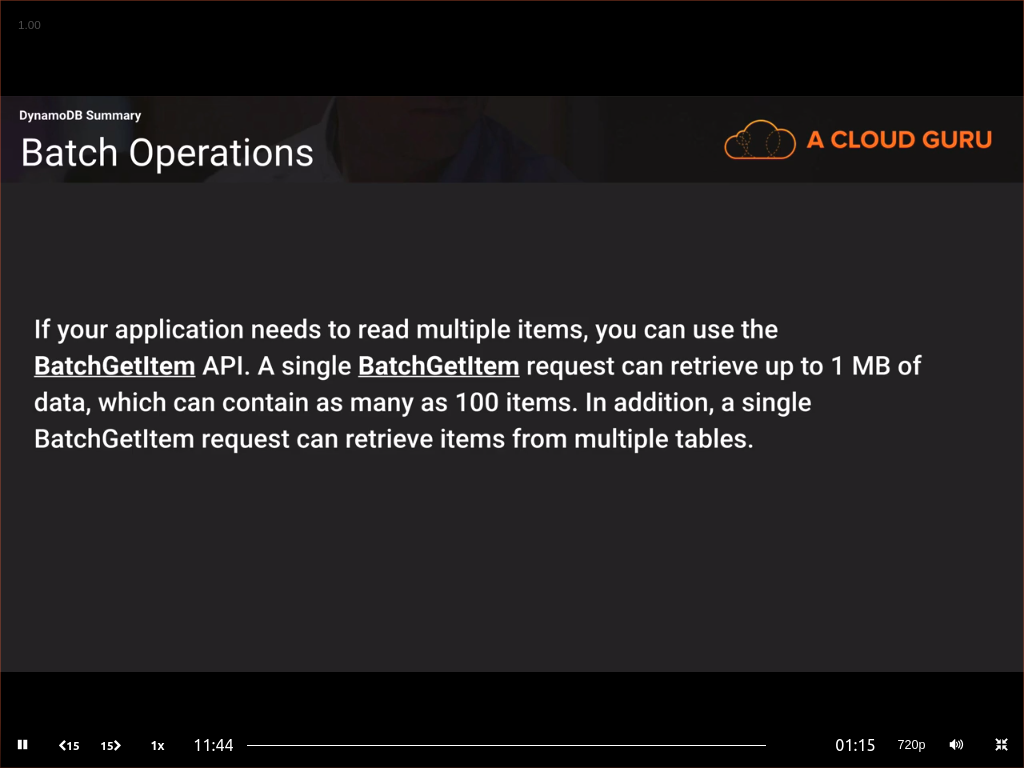 1.00
DynamoDB Summary
Batch Operations
A CLOUD GURU
If your application needs to read multiple items, you can use the
BatchGetItem API. A single BatchGetItem request can retrieve up to 1 MB of
data, which can contain as many as 100 items. In addition, a single
BatchGetItem request can retrieve items from multiple tables.
15 15 1x 11:44 01:15 720p